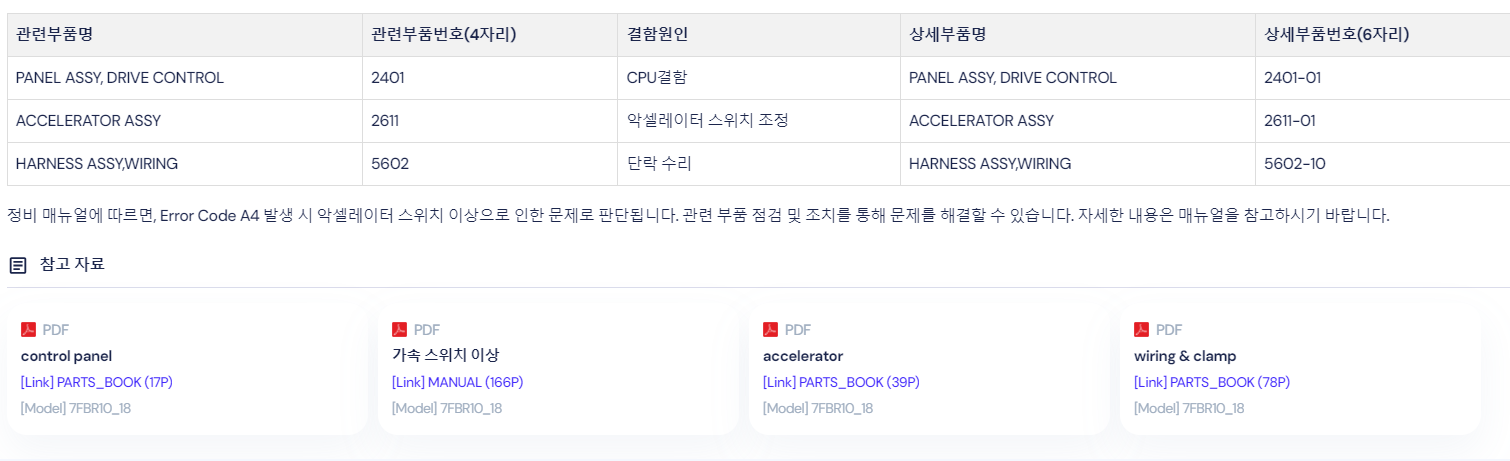 관련부품명 관련부품번호(4자리) 결함원인 상세부품명 상세부품번호(6자리)
PANEL ASSY, DRIVE CONTROL 2401 CPU결함 PANEL ASSY, DRIVE CONTROL 2401-01
ACCELERATOR ASSY 2611 악셀레이터 스위치 조정 ACCELERATOR ASSY 2611-01
HARNESS ASSY,WIRING 5602 단락 수리 HARNESS ASSY,WIRING 5602-10
정비 매뉴얼에 따르면, Error Code A4 발생 시 악셀레이터 스위치 이상으로 인한 문제로 판단됩니다. 관련 부품 점검 및 조치를 통해 문제를 해결할 수 있습니다. 자세한 내용은 매뉴얼을 참고하시기 바랍니다.
참고 자료
PDF PDF PDF PDF
control panel 가속 스위치 이상 accelerator wiring & clamp
[Link] PARTS_BOOK (17P) [Link] MANUAL (166P) [Link] PARTS_BOOK (39P) [Link] PARTS_BOOK (78P)
[Model] 7FBR10_18 [Model] 7FBR10_18 [Model] 7FBR10_18 [Model] 7FBR10_18